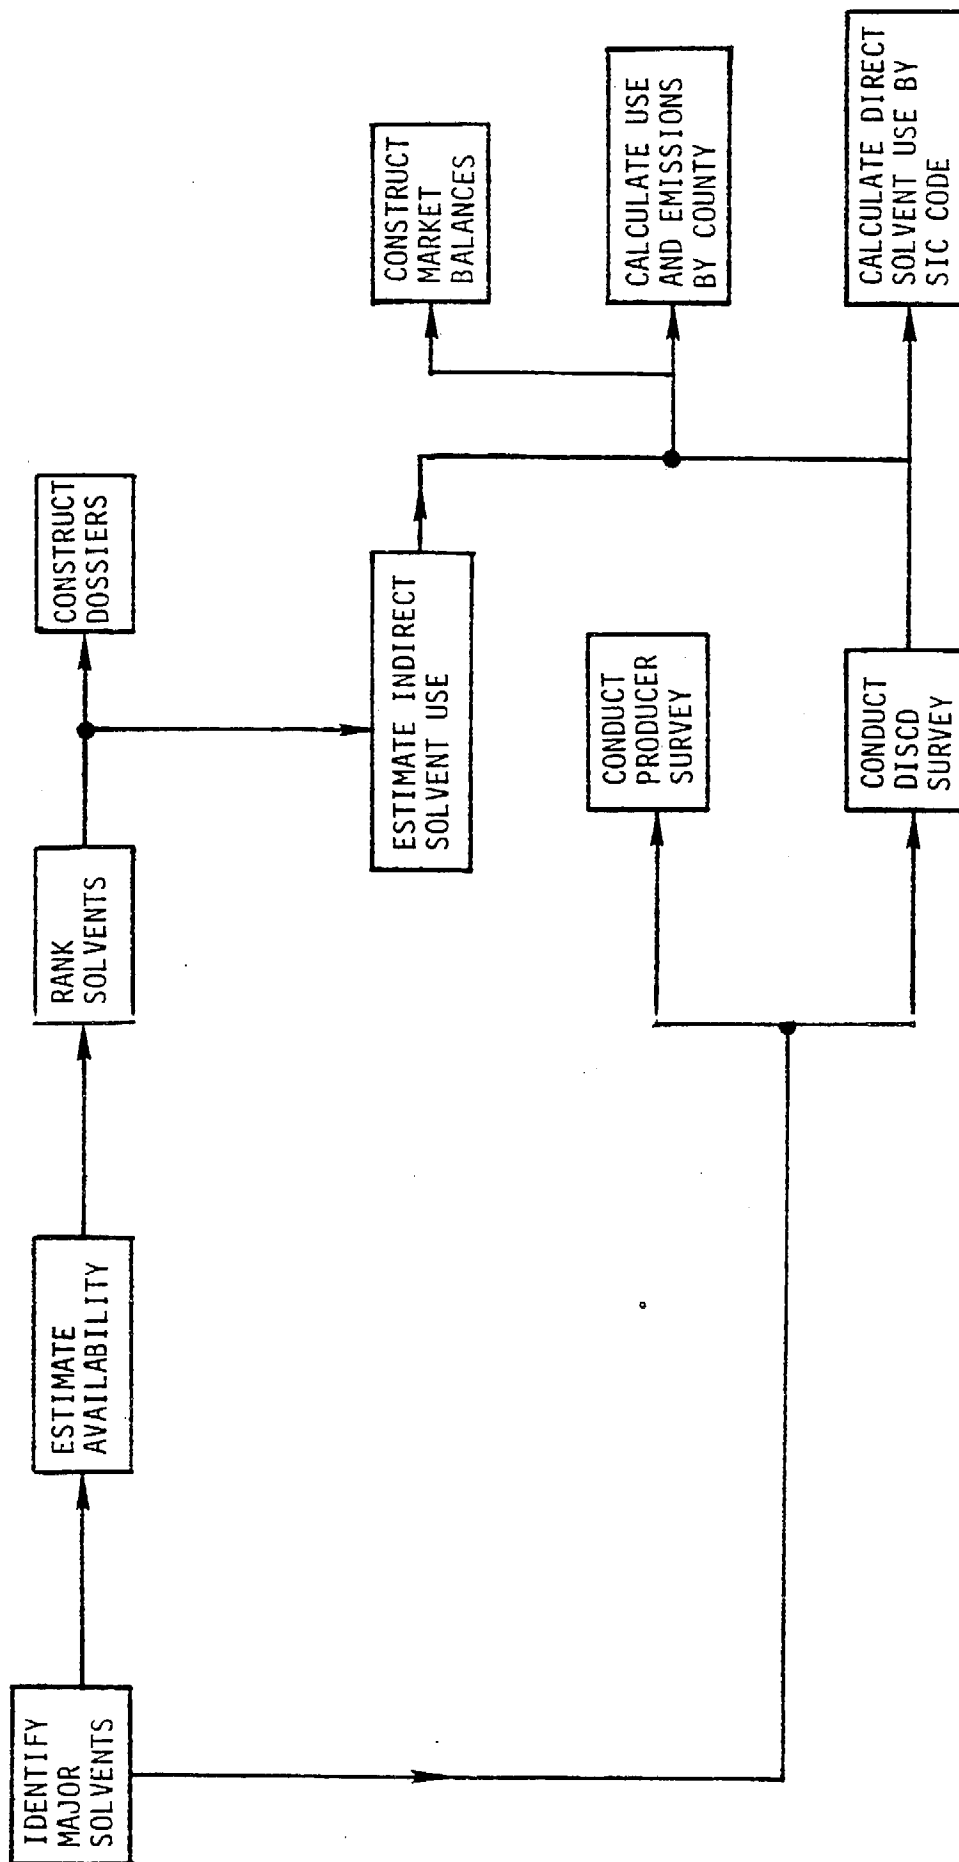 IDENTIFY
MAJOR
SOLVENTS
ESTIMATE
AVAILABILITY
RANK
SOLVENTS
CONSTRUCT
DOSSIERS
ESTIMATE INDIRECT
SOLVENT USE
CONSTRUCT
MARKET
BALANCES
CONDUCT
PRODUCER
SURVEY
CALCULATE USE
AND EMISSIONS
BY COUNTY
CONDUCT
DISCD
SURVEY
CALCULATE DIRECT
SOLVENT USE BY
SIC CODE